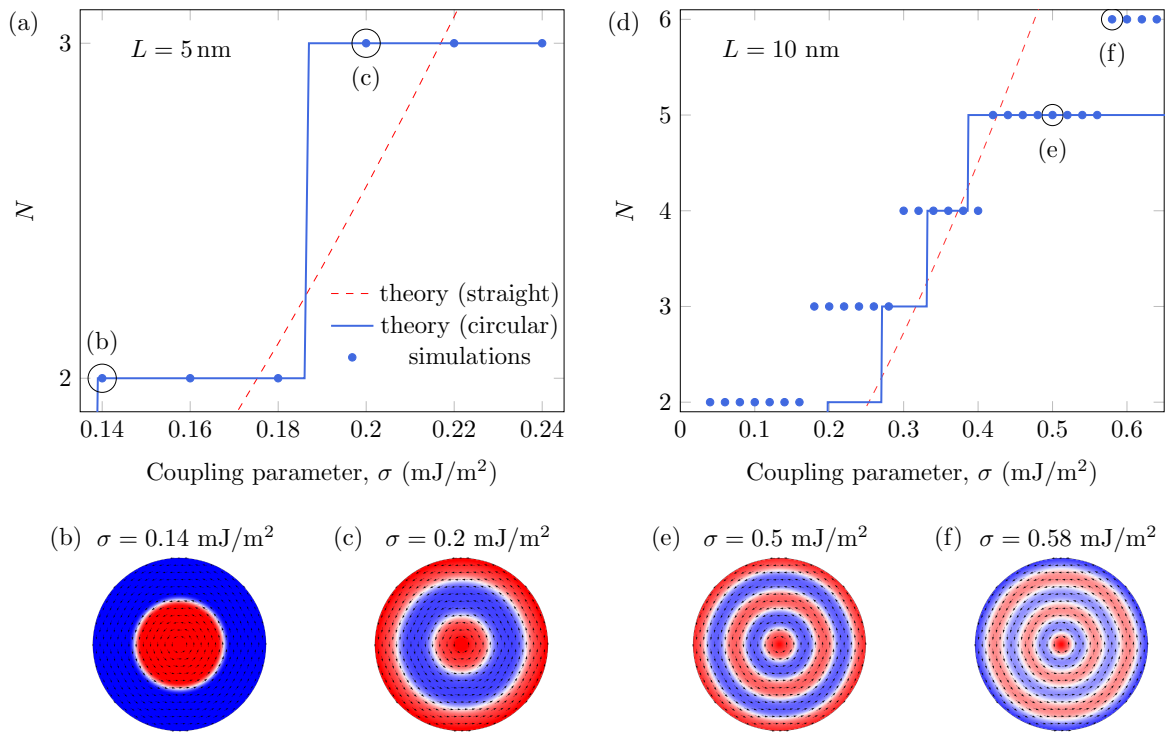 (a)
L = 5 nm
3
(c)
N
theory (straight)
theory (circular)
simulations
(b)
2
0.14 0.16 0.18 0.2 0.22 0.24
Coupling parameter, σ (mJ/m²)
(d)
L = 10 nm
6
(f)
5
(e)
N
4
3
2
0 0.1 0.2 0.3 0.4 0.5 0.6
Coupling parameter, σ (mJ/m²)
(b) σ = 0.14 mJ/m²
(c) σ = 0.2 mJ/m²
(e) σ = 0.5 mJ/m²
(f) σ = 0.58 mJ/m²